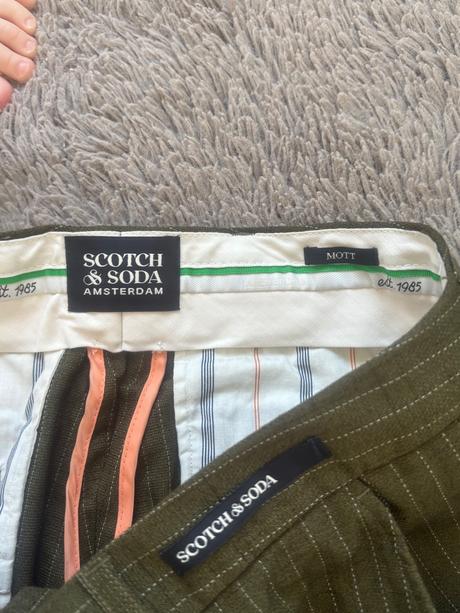 SCOTCH
& SODA
AMSTERDAM
MOTT
est. 1985
est. 1985
SCOTCH & SODA